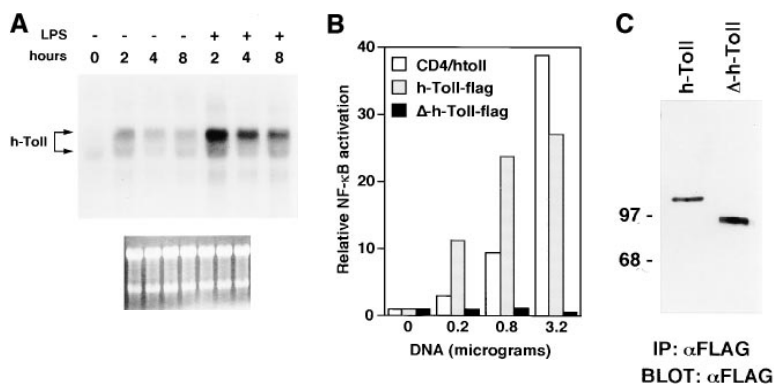 A
LPS - - - - + + +
hours 0 2 4 8 2 4 8
h-Toll
B
40
30
20
10
0
Relative NF-κB activation
CD4/htoll
h-Toll-flag
Δ-h-Toll-flag
0 0.2 0.8 3.2
DNA (micrograms)
C
h-Toll
Δ-h-Toll
97 -
68 -
IP: αFLAG
BLOT: αFLAG